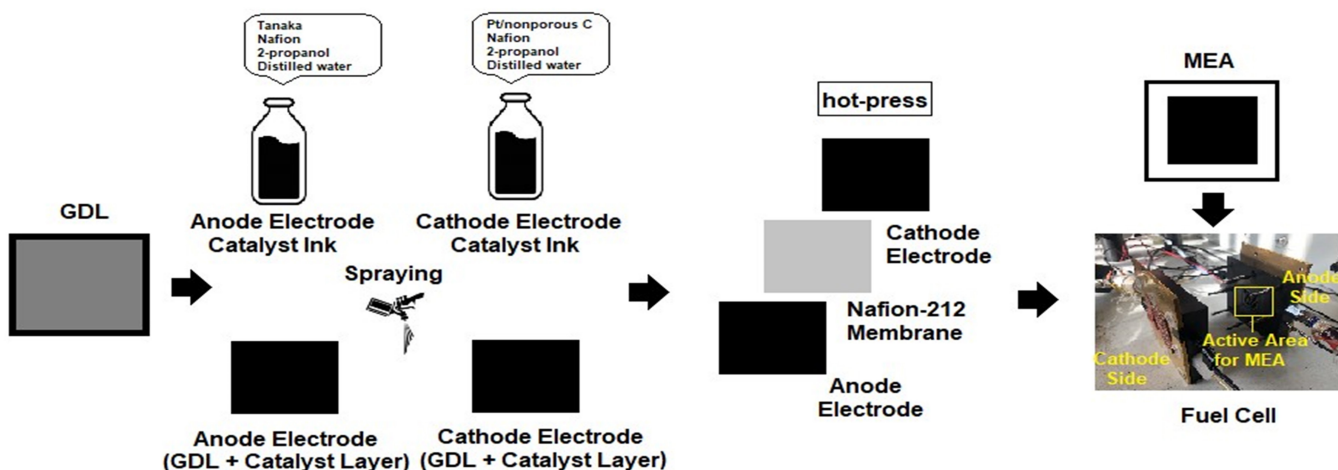 Tanaka
Nafion
2-propanol
Distilled water
Pt/nonporous C
Nafion
2-propanol
Distilled water
GDL
Anode Electrode
Catalyst Ink
Cathode Electrode
Catalyst Ink
Spraying
Anode Electrode
(GDL + Catalyst Layer)
Cathode Electrode
(GDL + Catalyst Layer)
hot-press
Cathode
Electrode
Nafion-212
Membrane
Anode
Electrode
MEA
Anode
Side
Active Area
for MEA
Cathode
Side
Fuel Cell